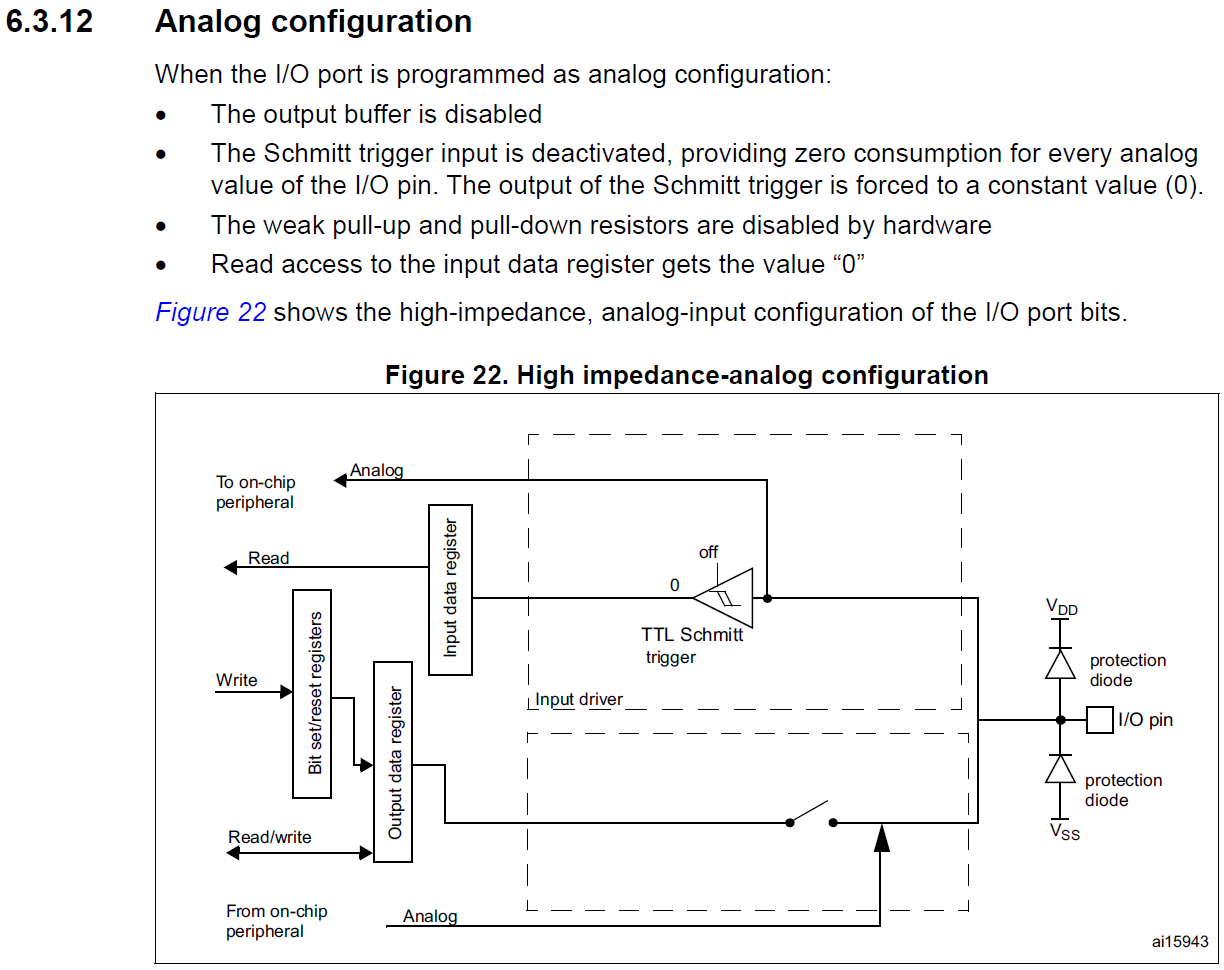 6.3.12 Analog configuration
When the I/O port is programmed as analog configuration:
• The output buffer is disabled
• The Schmitt trigger input is deactivated, providing zero consumption for every analog
value of the I/O pin. The output of the Schmitt trigger is forced to a constant value (0).
• The weak pull-up and pull-down resistors are disabled by hardware
• Read access to the input data register gets the value “0”
Figure 22 shows the high-impedance, analog-input configuration of the I/O port bits.
Figure 22. High impedance-analog configuration
Analog
To on-chip
peripheral
Read
Input data register
off
0
TTL Schmitt
trigger
Input driver
Write
Bit set/reset registers
Output data register
Read/write
From on-chip
peripheral
Analog
VDD
protection
diode
I/O pin
protection
diode
VSS
ai15943